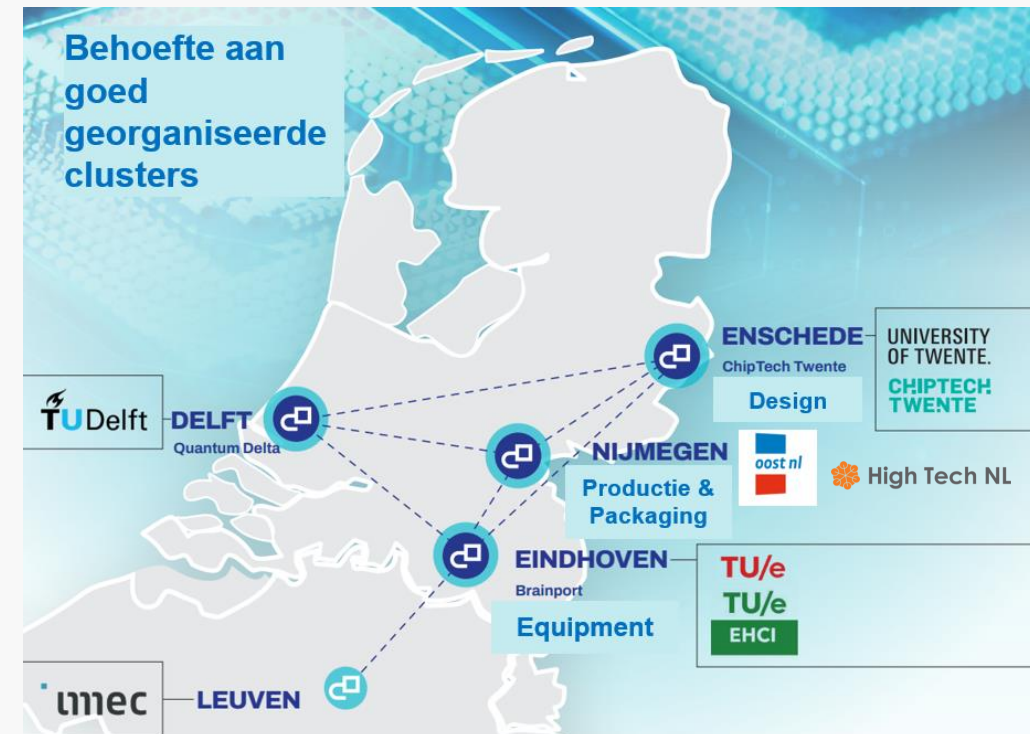 Behoefte aan
goed
georganiseerde
clusters
ENSCHEDE
ChipTech Twente
Design
UNIVERSITY
OF TWENTE.
CHIPTECH
TWENTE
TU Delft
DELFT
Quantum Delta
NIJMEGEN
Productie &
Packaging
oost nl
High Tech NL
EINDHOVEN
Brainport
Equipment
TU/e
TU/e
EHCI
imec
LEUVEN